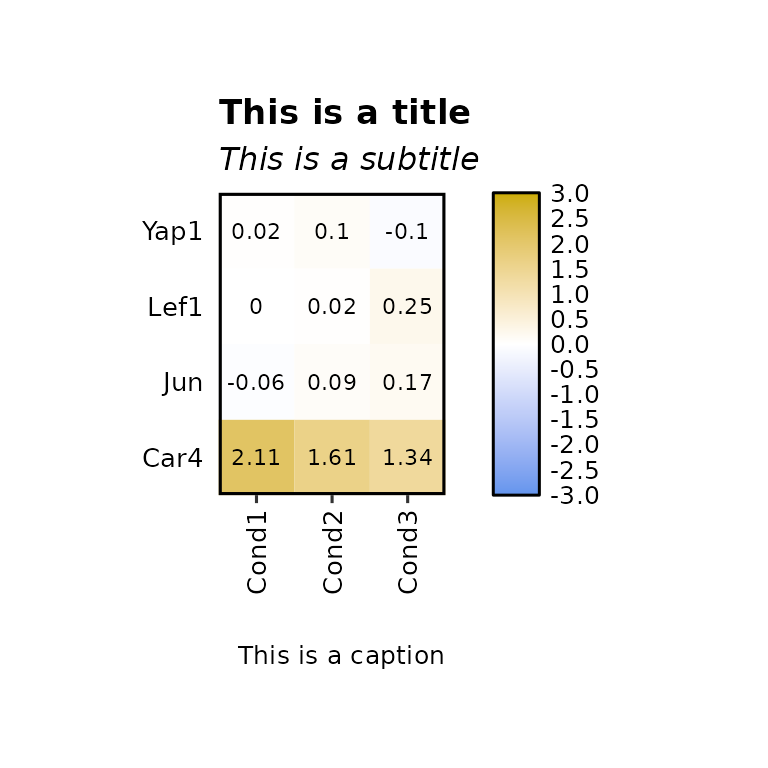 This is a title
This is a subtitle
Yap1 0.02 0.1 -0.1
Lef1 0 0.02 0.25
Jun -0.06 0.09 0.17
Car4 2.11 1.61 1.34
Cond1 Cond2 Cond3
3.0
2.5
2.0
1.5
1.0
0.5
0.0
-0.5
-1.0
-1.5
-2.0
-2.5
-3.0
This is a caption